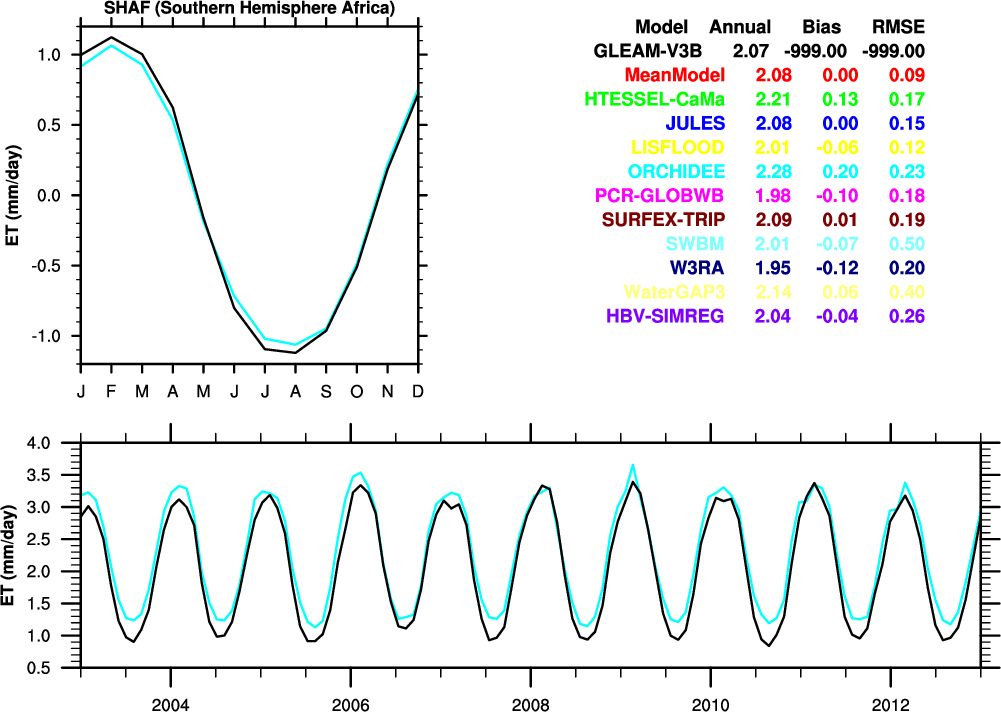 SHAF (Southern Hemisphere Africa)
1.0
0.5
0.0
-0.5
-1.0
ET (mm/day)
J F M A M J J A S O N D
Model Annual Bias RMSE
GLEAM-V3B 2.07 -999.00 -999.00
MeanModel 2.08 0.00 0.09
HTESSEL-CaMa 2.21 0.13 0.17
JULES 2.08 0.00 0.15
LISFLOOD 2.01 -0.06 0.12
ORCHIDEE 2.28 0.20 0.23
PCR-GLOBWB 1.98 -0.10 0.18
SURFEX-TRIP 2.09 0.01 0.19
SWBM 2.01 -0.07 0.50
W3RA 1.95 -0.12 0.20
WaterGAP3 2.14 0.06 0.40
HBV-SIMREG 2.04 -0.04 0.26
4.0
3.5
3.0
2.5
2.0
1.5
1.0
0.5
ET (mm/day)
2004 2006 2008 2010 2012